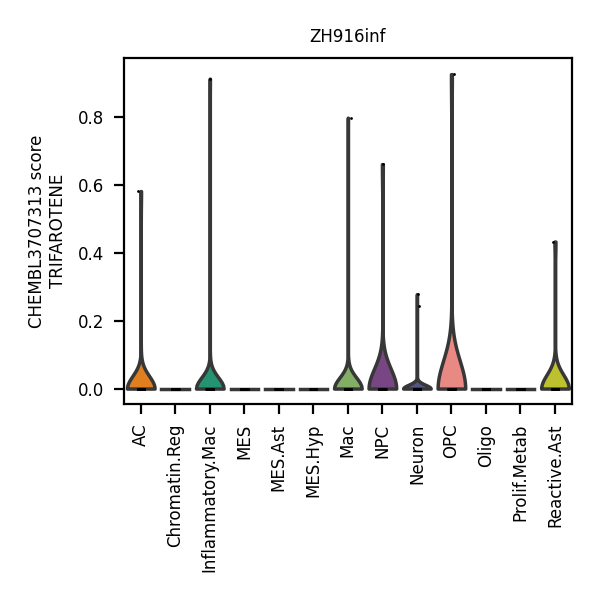 ZH916inf
CHEMBL3707313 score
TRIFAROTENE
0.8
0.6
0.4
0.2
0.0
AC
Chromatin.Reg
Inflammatory.Mac
MES
MES.Ast
MES.Hyp
Mac
NPC
Neuron
OPC
Oligo
Prolif.Metab
Reactive.Ast